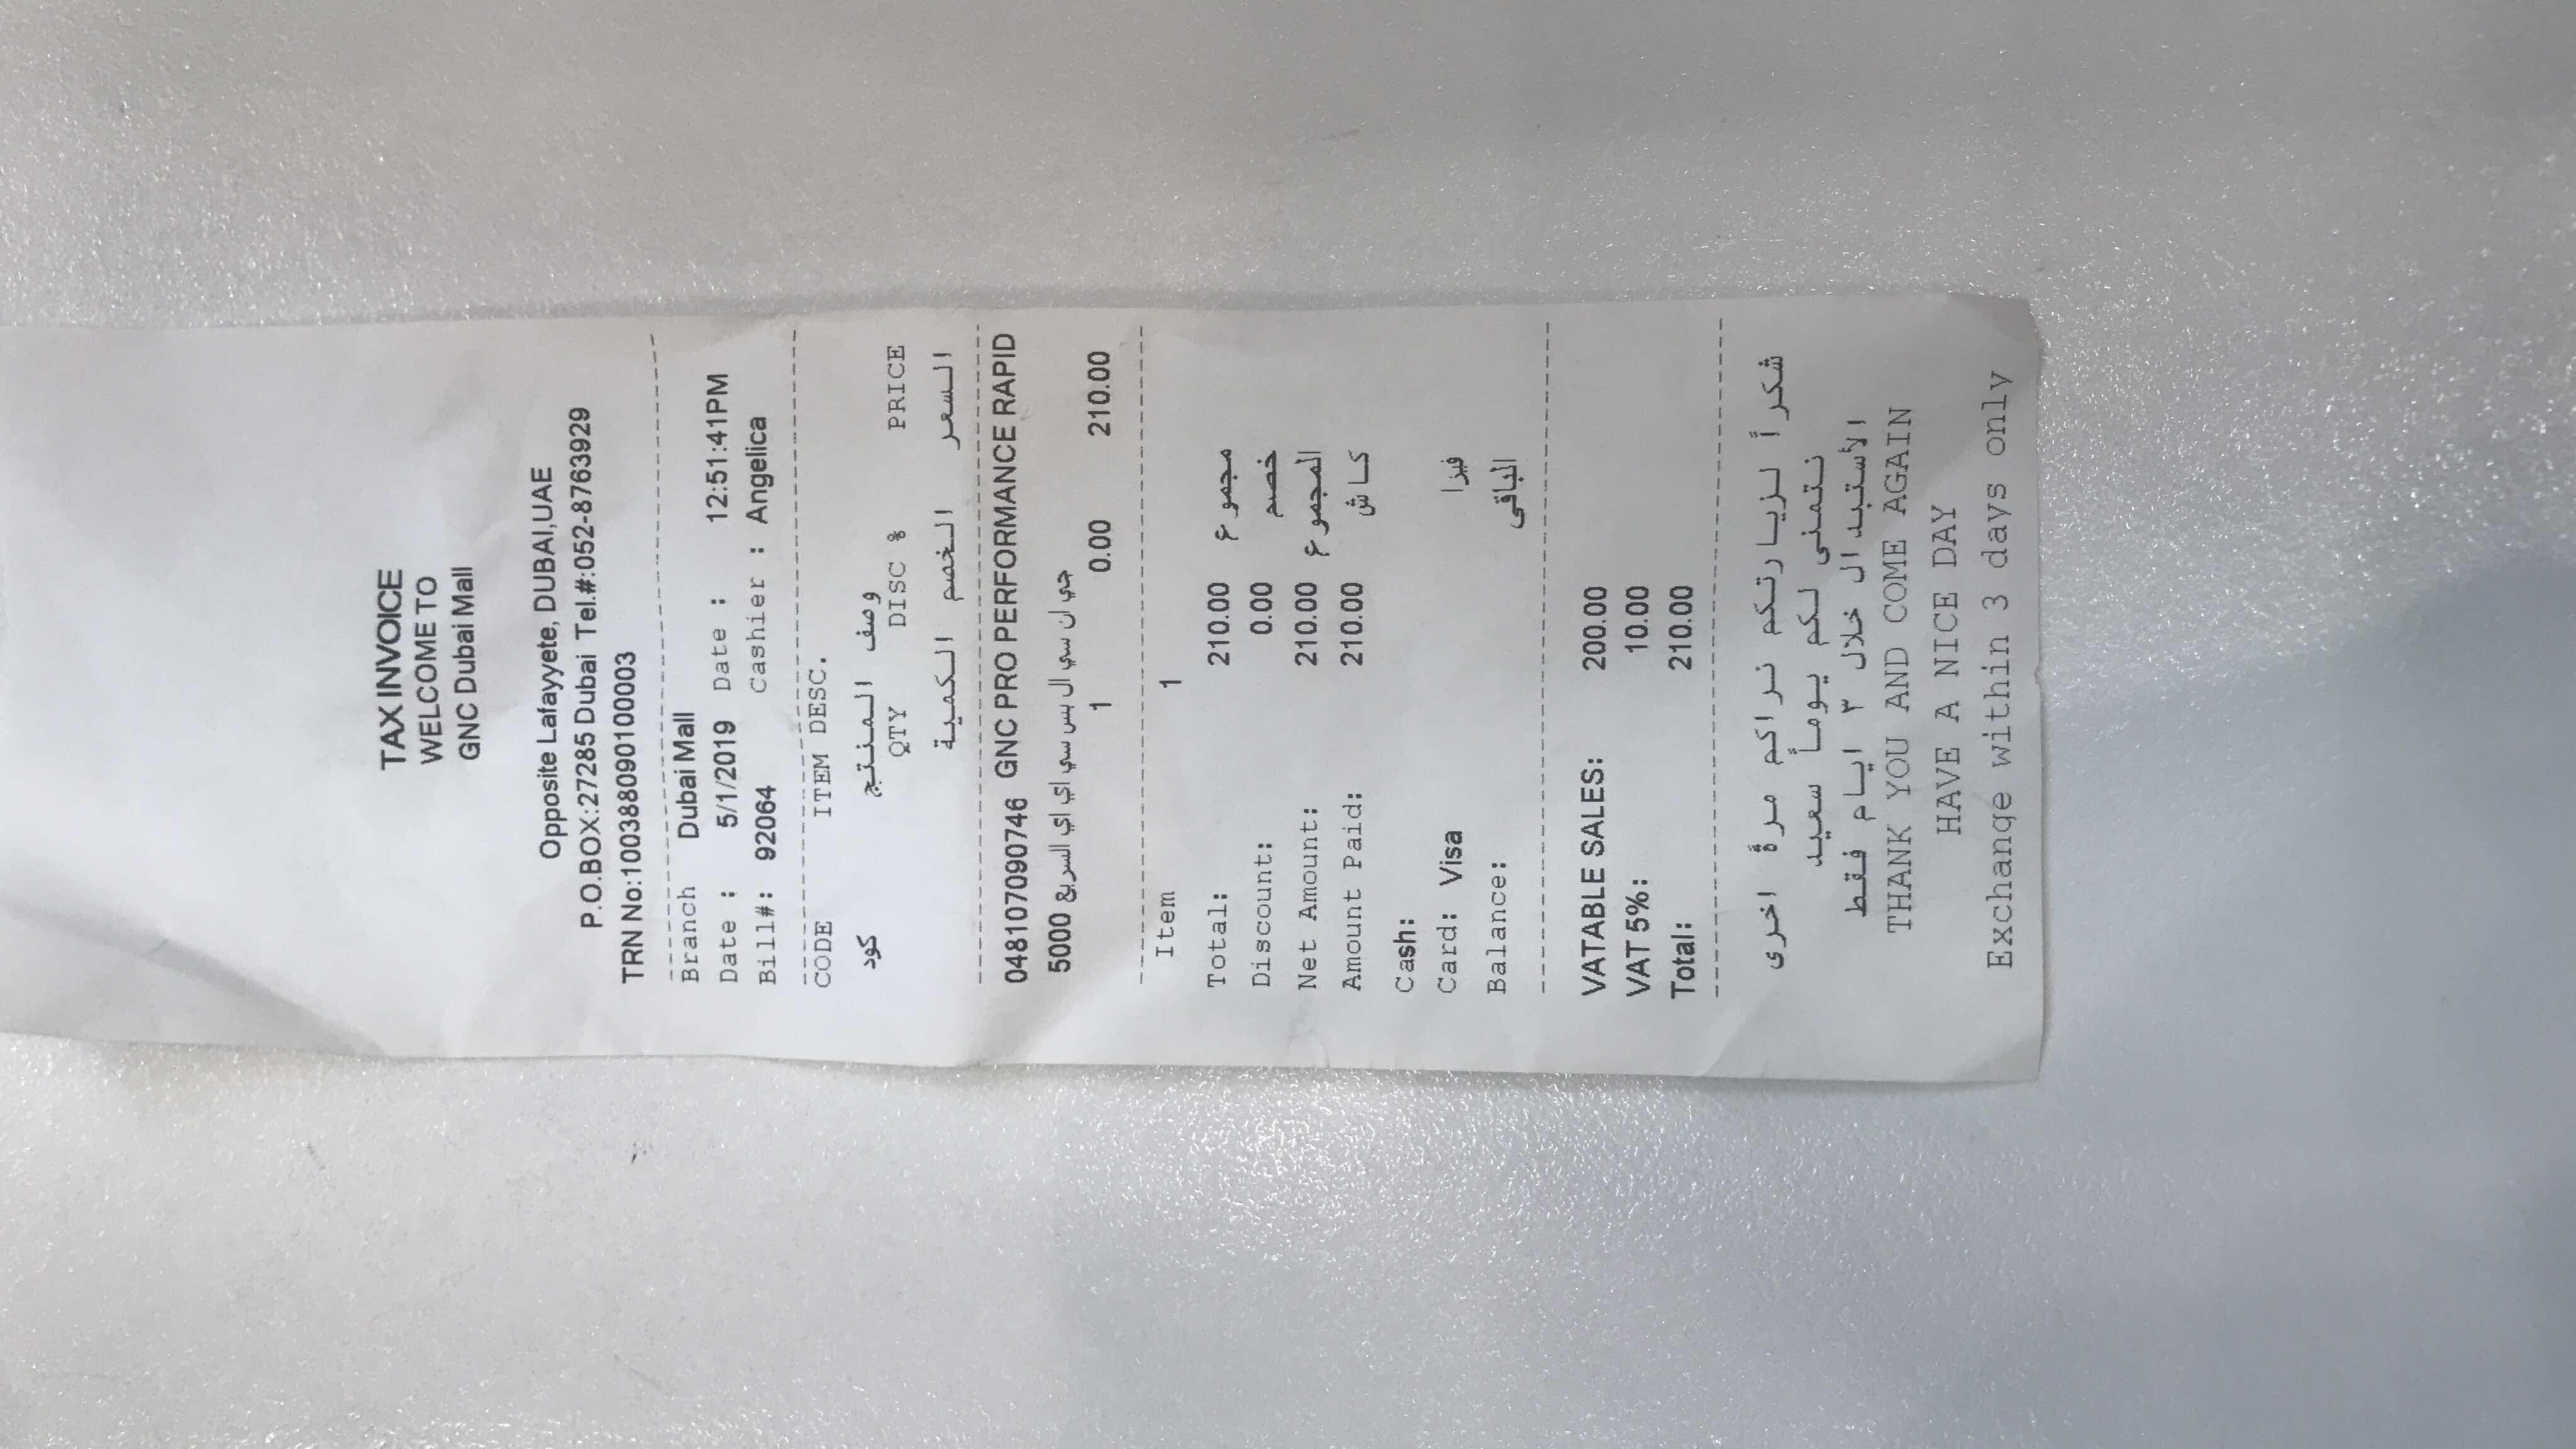 TAX INVOICE
WELCOME TO
GNC Dubai Mall
Opposite Lafayyete, DUBAI,UAE
P.O.BOX:27285 Dubai Tel.#:052-8763929
TRN No:100388090100003
Branch Dubai Mall
Date : 5/1/2019 Date : 12:51:41PM
Bill#: 92064 Cashier : Angelica
CODE ITEM DESC.
كود وصف المنتج
QTY DISC % PRICE
الكمية الخصم السعر
048107090746 GNC PRO PERFORMANCE RAPID
جي ان سي ال بس سي اي اي السريع 5000
1 0.00 210.00
Item 1
Total: 210.00 مجموع
Discount: 0.00 خصم
Net Amount: 210.00 المجموع
Amount Paid: 210.00 كاش
Cash:
Card: Visa فيزا
Balance: الباقى
VATABLE SALES: 200.00
VAT 5%: 10.00
Total: 210.00
شكراً لزيارتكم نراكم مرةً اخرى
نتمنى لكم يوماً سعيد
الأستبدال خلال ٣ ايام فقط
THANK YOU AND COME AGAIN
HAVE A NICE DAY
Exchange within 3 days only